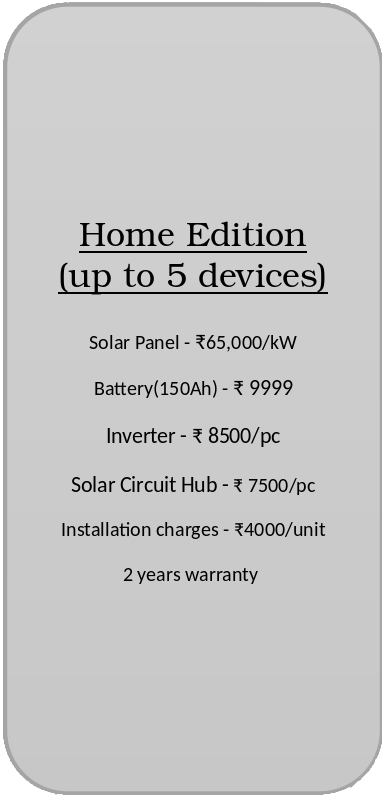 Home Edition
(up to 5 devices)
Solar Panel - ₹65,000/kW
Battery(150Ah) - ₹ 9999
Inverter - ₹ 8500/pc
Solar Circuit Hub - ₹ 7500/pc
Installation charges - ₹4000/unit
2 years warranty